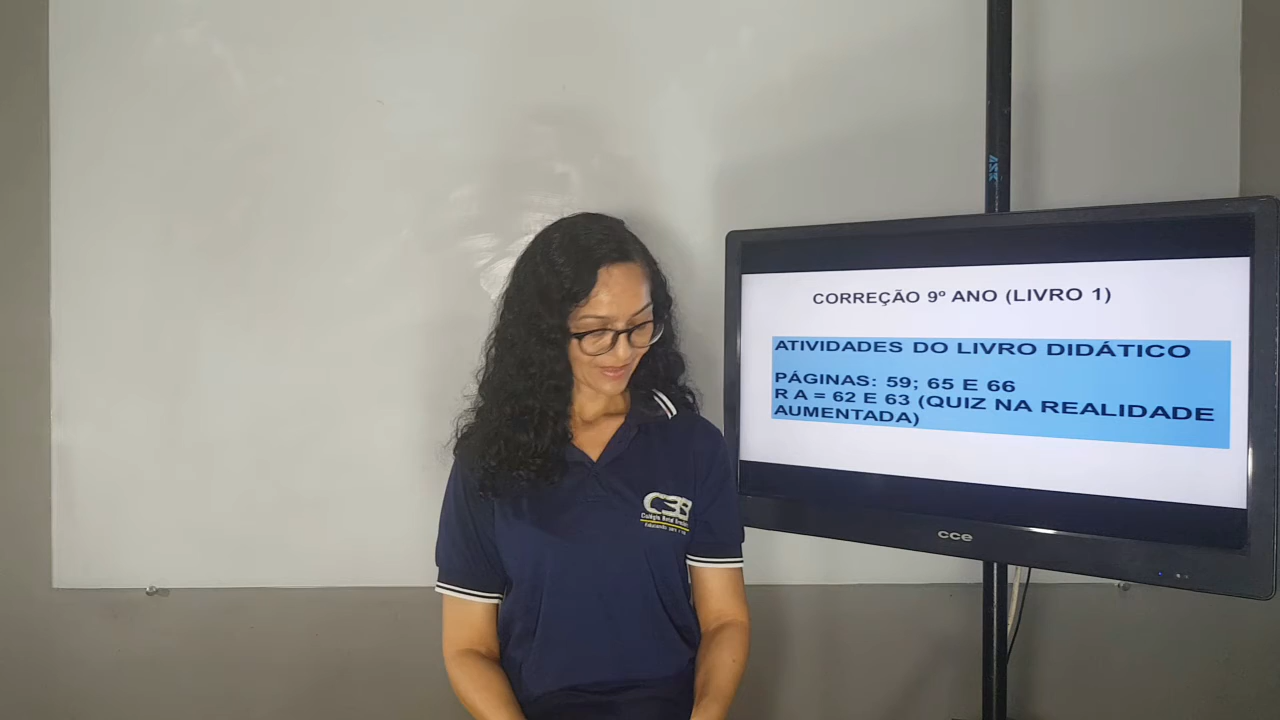 CORREÇÃO 9º ANO (LIVRO 1)
ATIVIDADES DO LIVRO DIDÁTICO
PÁGINAS: 59; 65 E 66
R A = 62 E 63 (QUIZ NA REALIDADE
AUMENTADA)
cce
Colégio